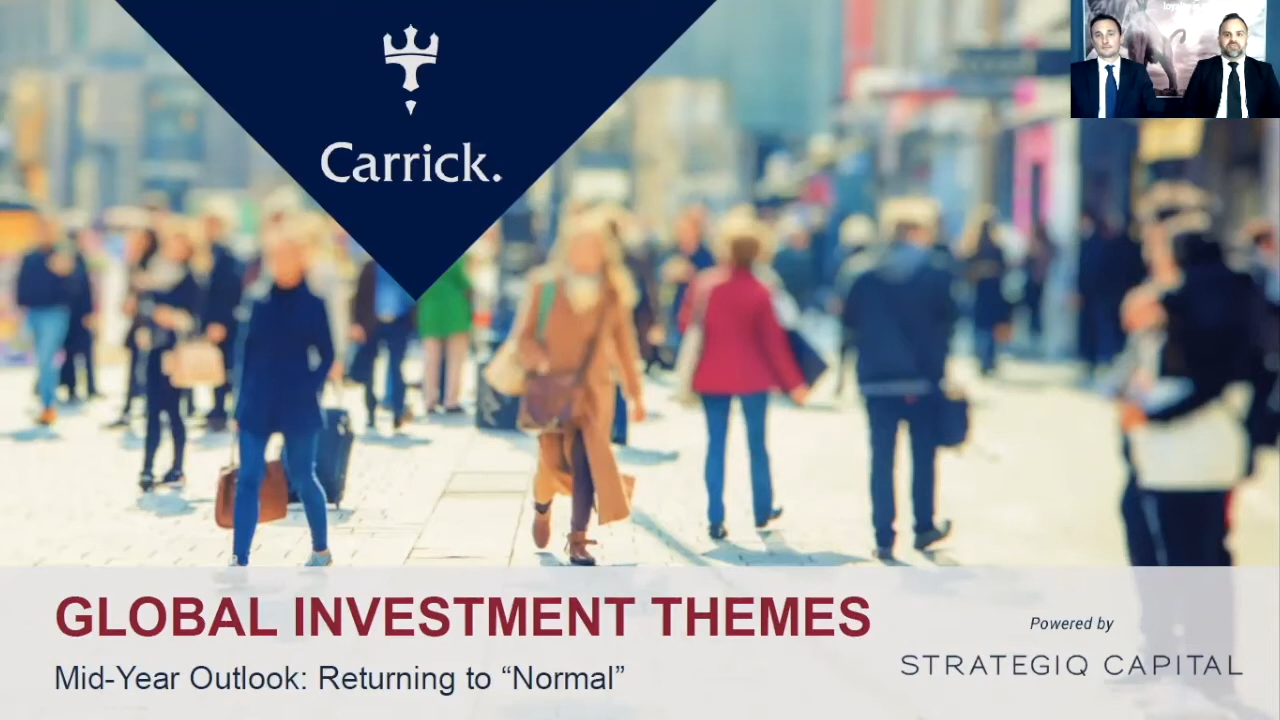 Carrick.
GLOBAL INVESTMENT THEMES
Mid-Year Outlook: Returning to “Normal”
Powered by
STRATEGIQ CAPITAL